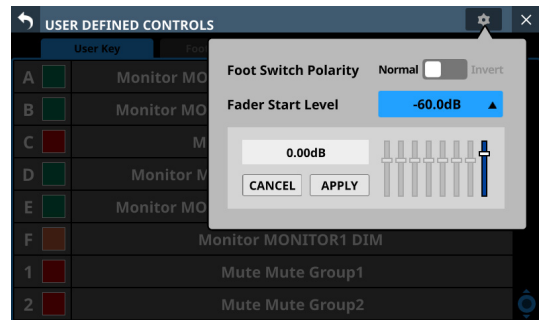 USER DEFINED CONTROLS
User Key Foot
A Monitor MO
B Monitor MO
C M
D Monitor M
E Monitor MO
F Monitor MONITOR1 DIM
1 Mute Mute Group1
2 Mute Mute Group2
Foot Switch Polarity Normal Invert
Fader Start Level -60.0dB
0.00dB
CANCEL APPLY